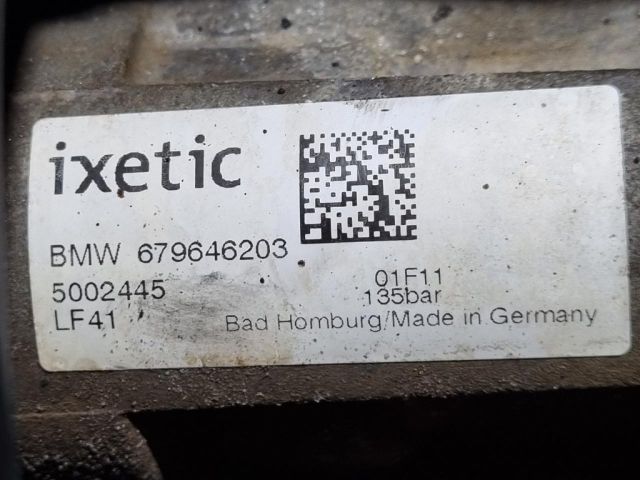 ixetic
BMW 679646203
5002445
01F11
135bar
LF41
Bad Homburg/Made in Germany